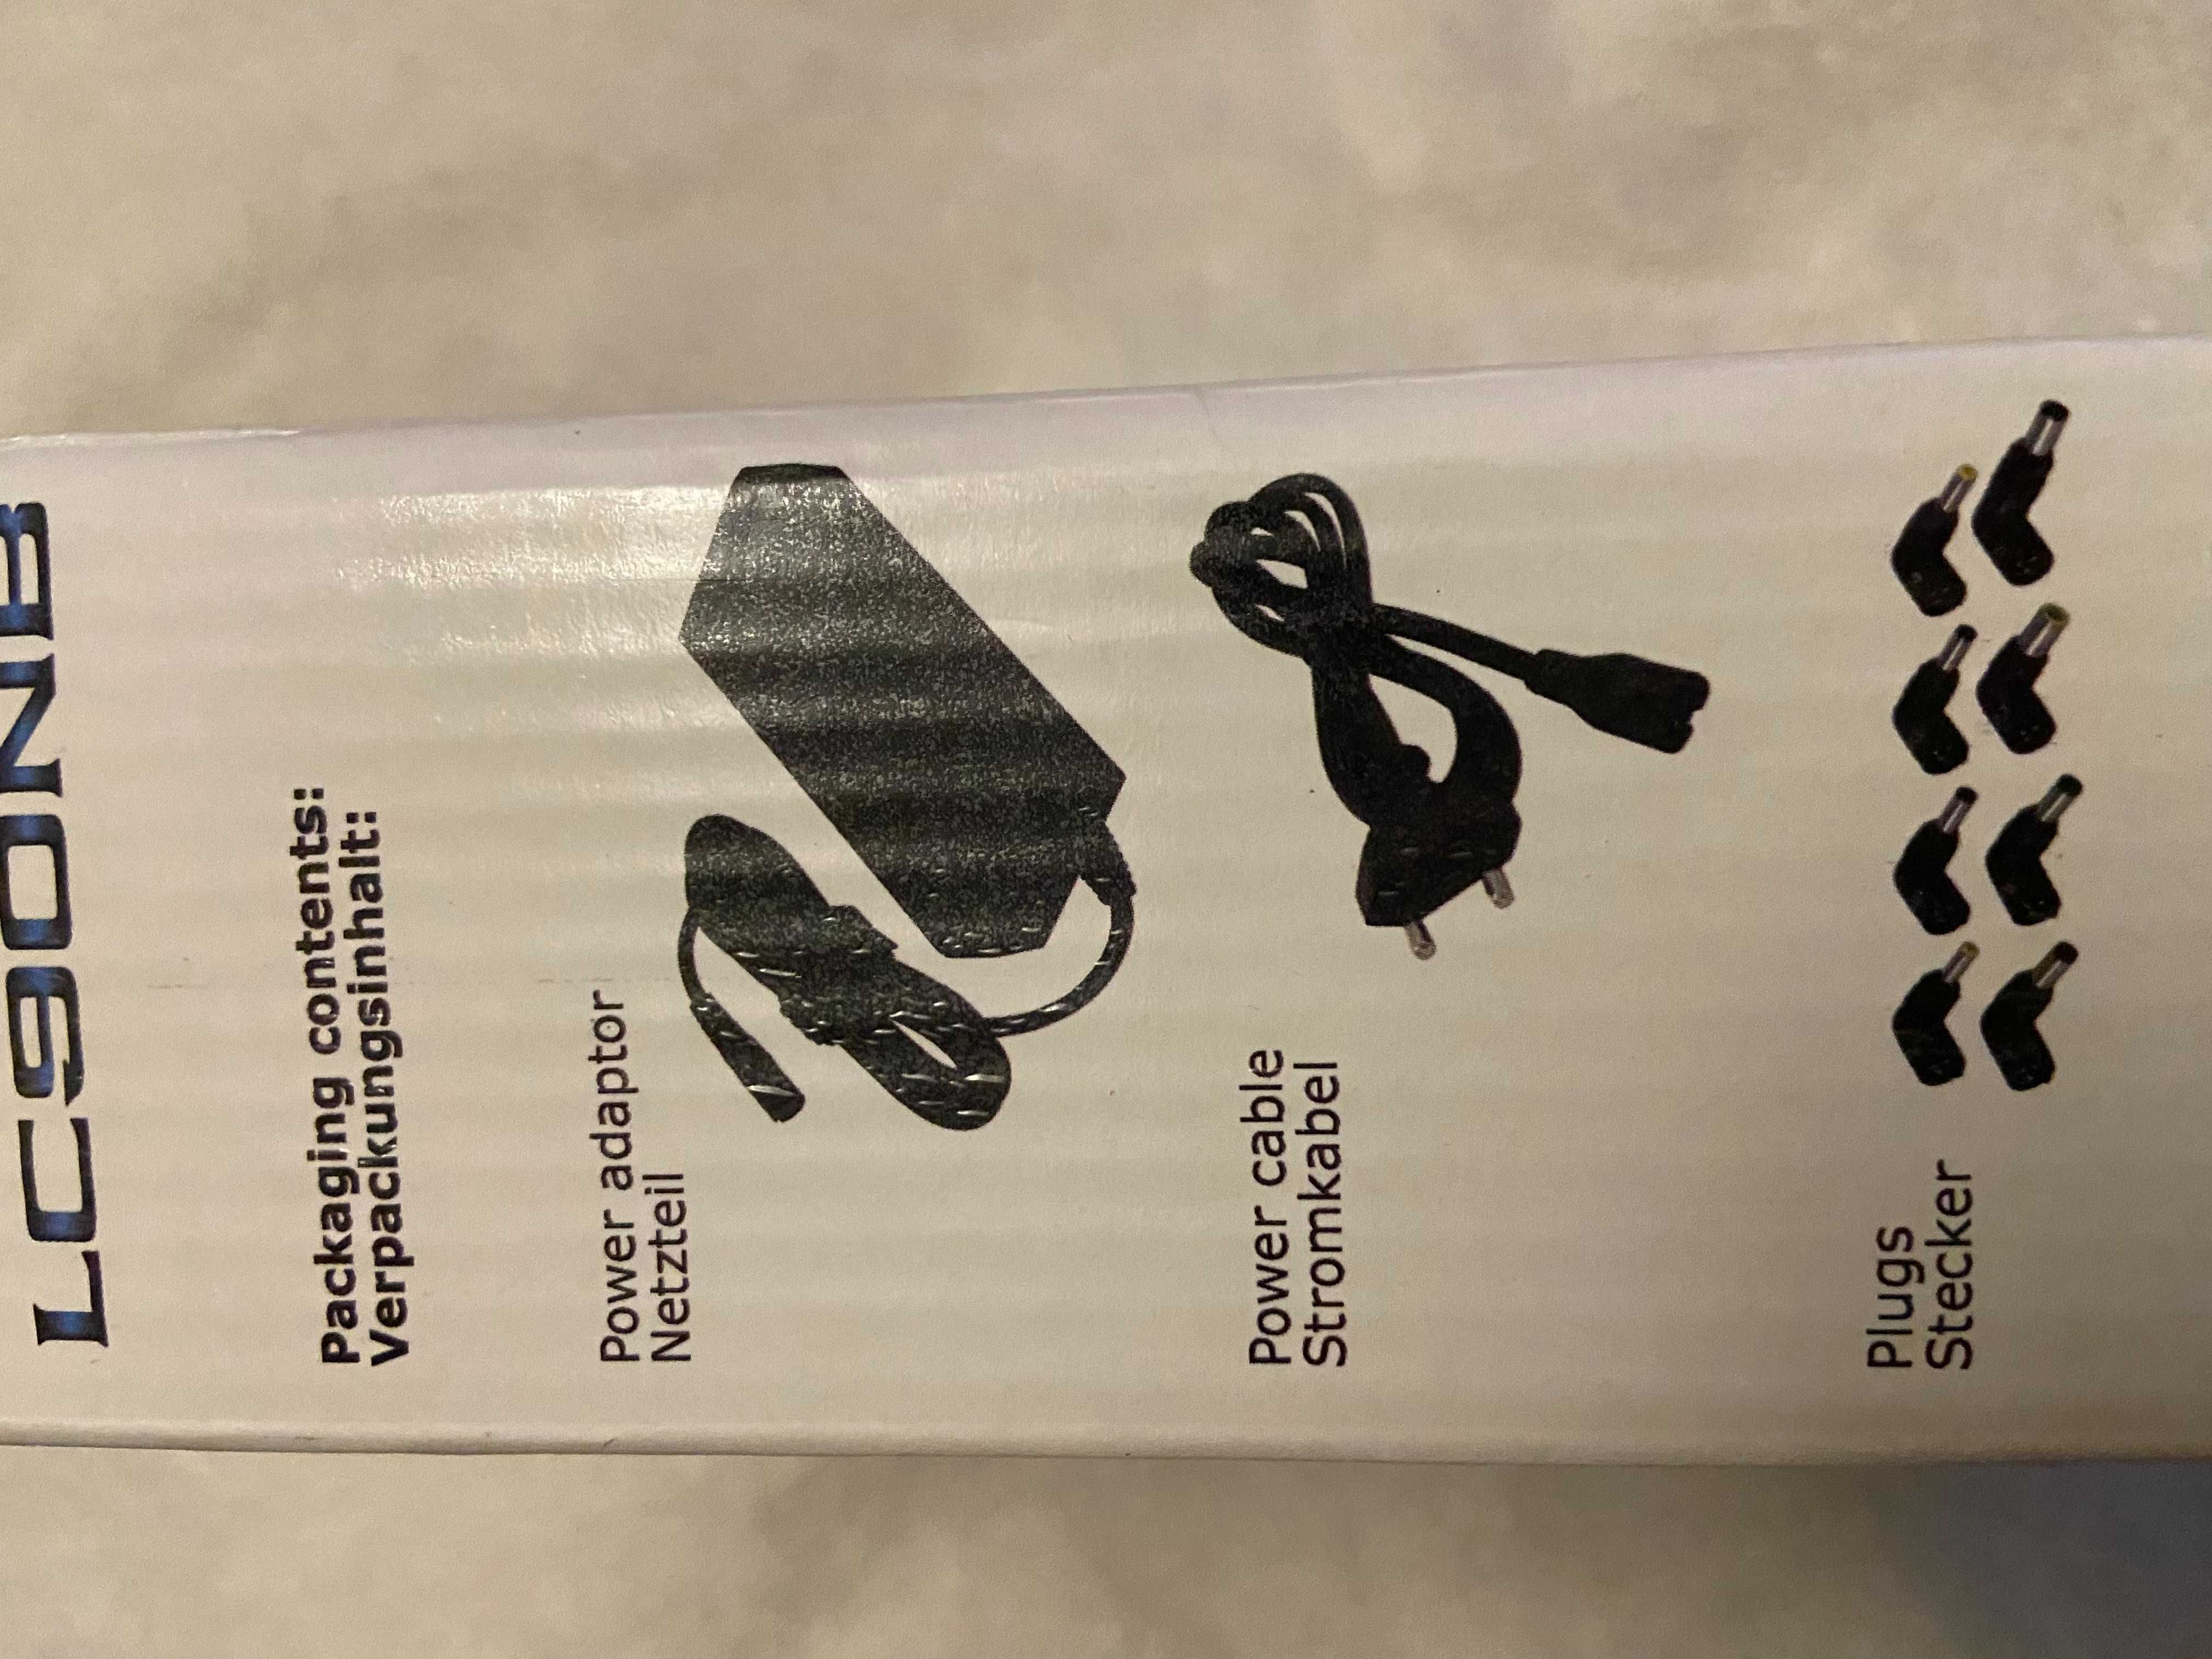 LC90NB
Packaging contents:
Verpackungsinhalt:
Power adaptor
Netzteil
Power cable
Stromkabel
Plugs
Stecker